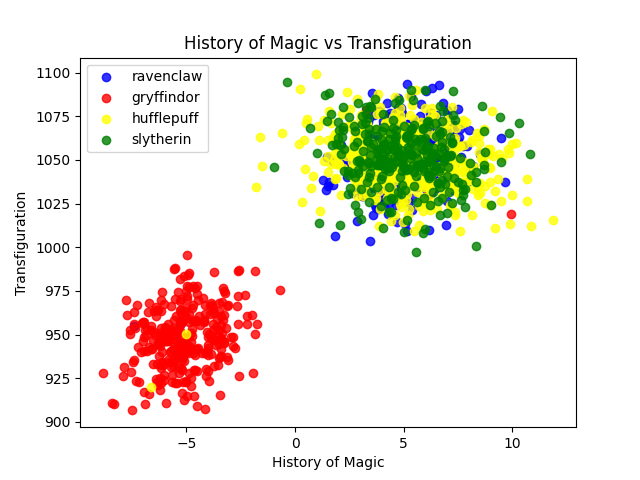 History of Magic vs Transfiguration
ravenclaw
gryffindor
hufflepuff
slytherin
1100
1075
1050
1025
1000
975
950
925
900
Transfiguration
−5
0
5
10
History of Magic